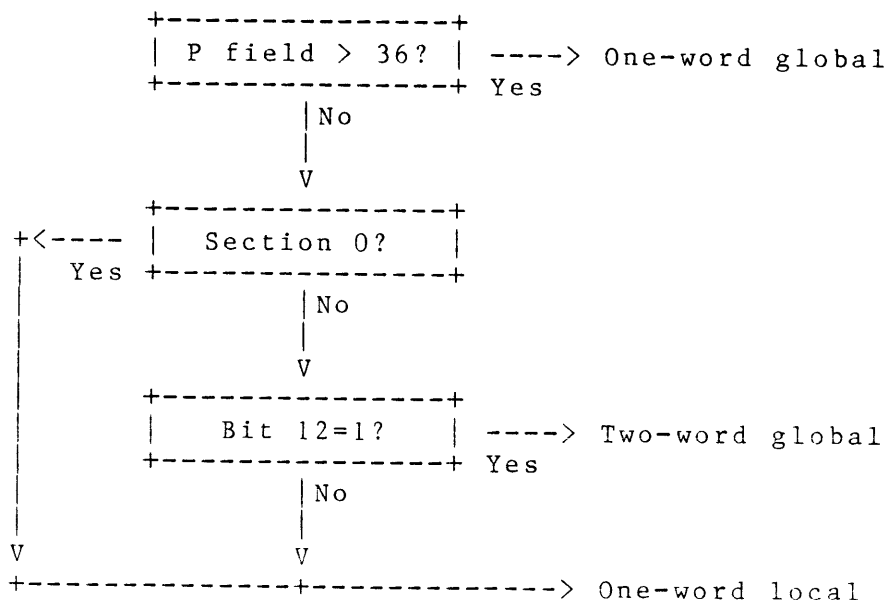 P field > 36? ----> One-word global
Yes
No
V
+<---- Section 0?
Yes
No
V
Bit 12=1? ----> Two-word global
Yes
No
V V
+--------------+-------------> One-word local